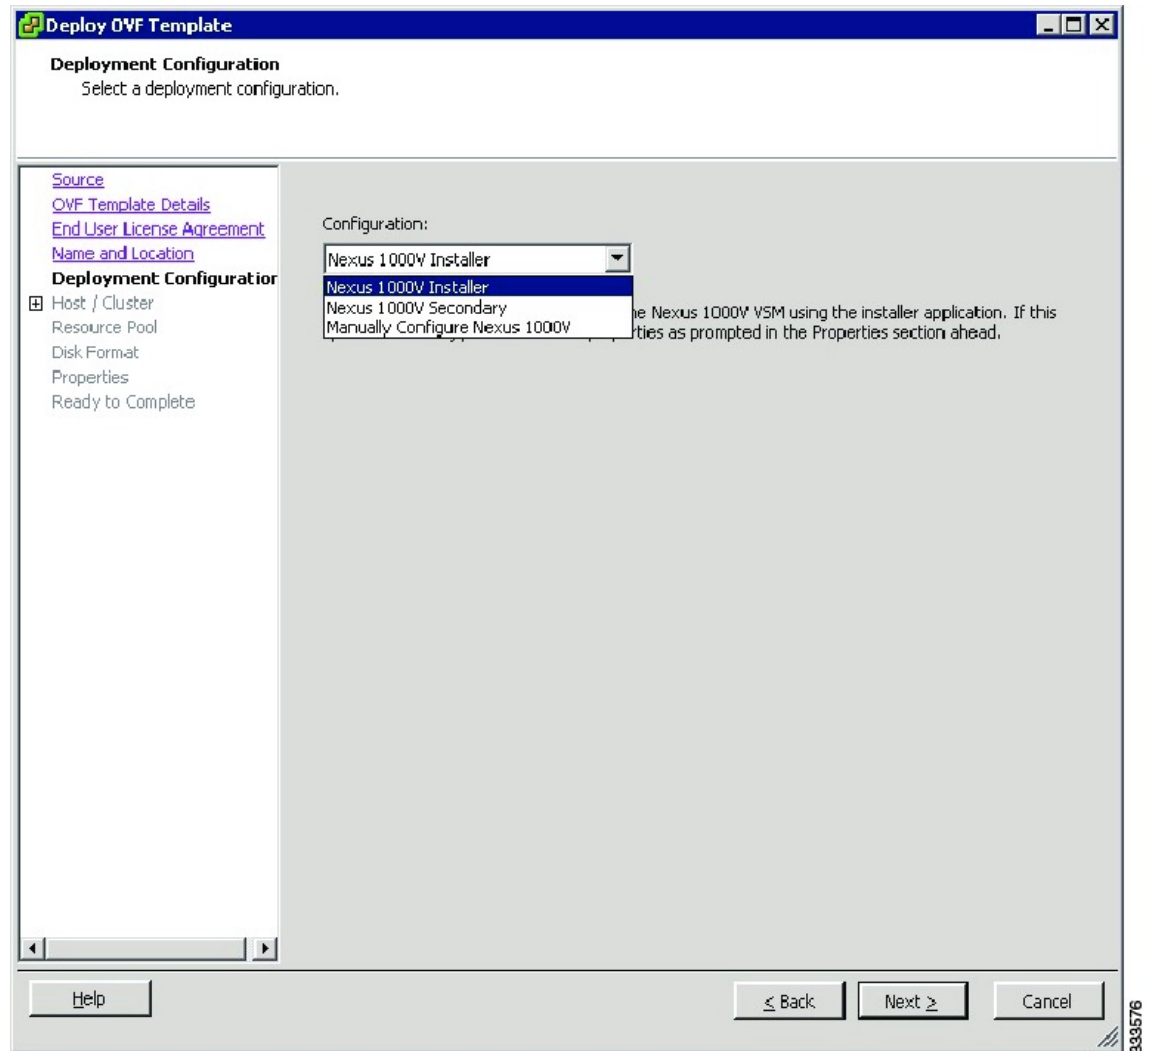 Deploy OVF Template
Deployment Configuration
Select a deployment configuration.
Source
OVF Template Details
End User License Agreement
Name and Location
Deployment Configuration
Host / Cluster
Resource Pool
Disk Format
Properties
Ready to Complete
Configuration:
Nexus 1000V Installer
Nexus 1000V Installer
Nexus 1000V Secondary
Manually Configure Nexus 1000V
e Nexus 1000V VSM using the installer application. If this
ties as prompted in the Properties section ahead.
Help
< Back
Next >
Cancel
333576